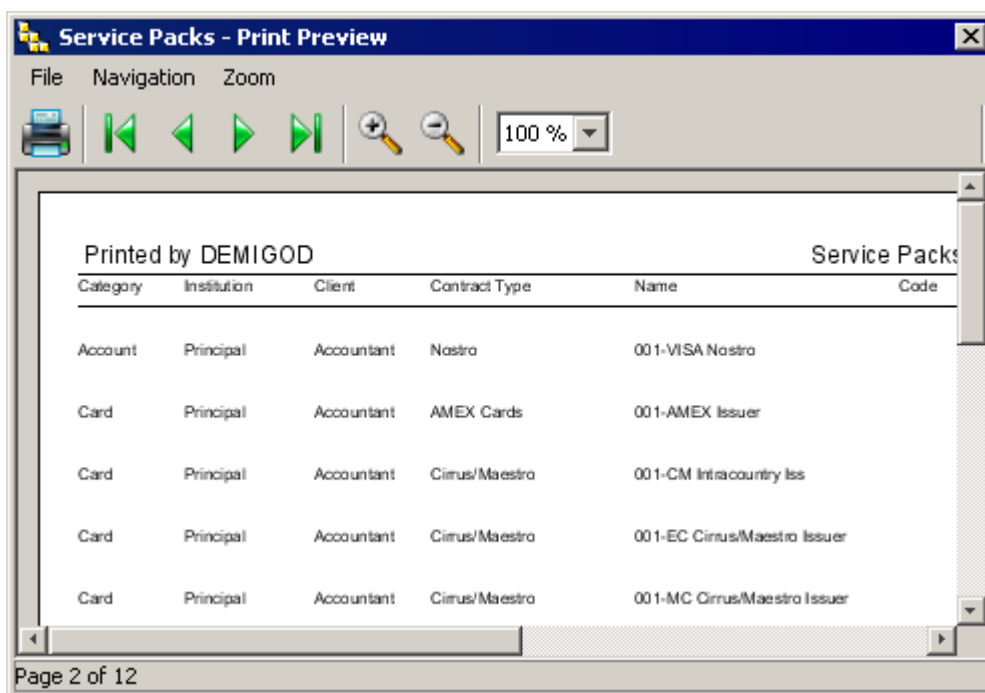 Service Packs - Print Preview
File Navigation Zoom
100 %
Printed by DEMIGOD Service Packs
Category Institution Client Contract Type Name Code
Account Principal Accountant Nostro 001-VISA Nostro
Card Principal Accountant AMEX Cards 001-AMEX Issuer
Card Principal Accountant Cirrus/Maestro 001-CM Intracountry Iss
Card Principal Accountant Cirrus/Maestro 001-EC Cirrus/Maestro Issuer
Card Principal Accountant Cirrus/Maestro 001-MC Cirrus/Maestro Issuer
Page 2 of 12